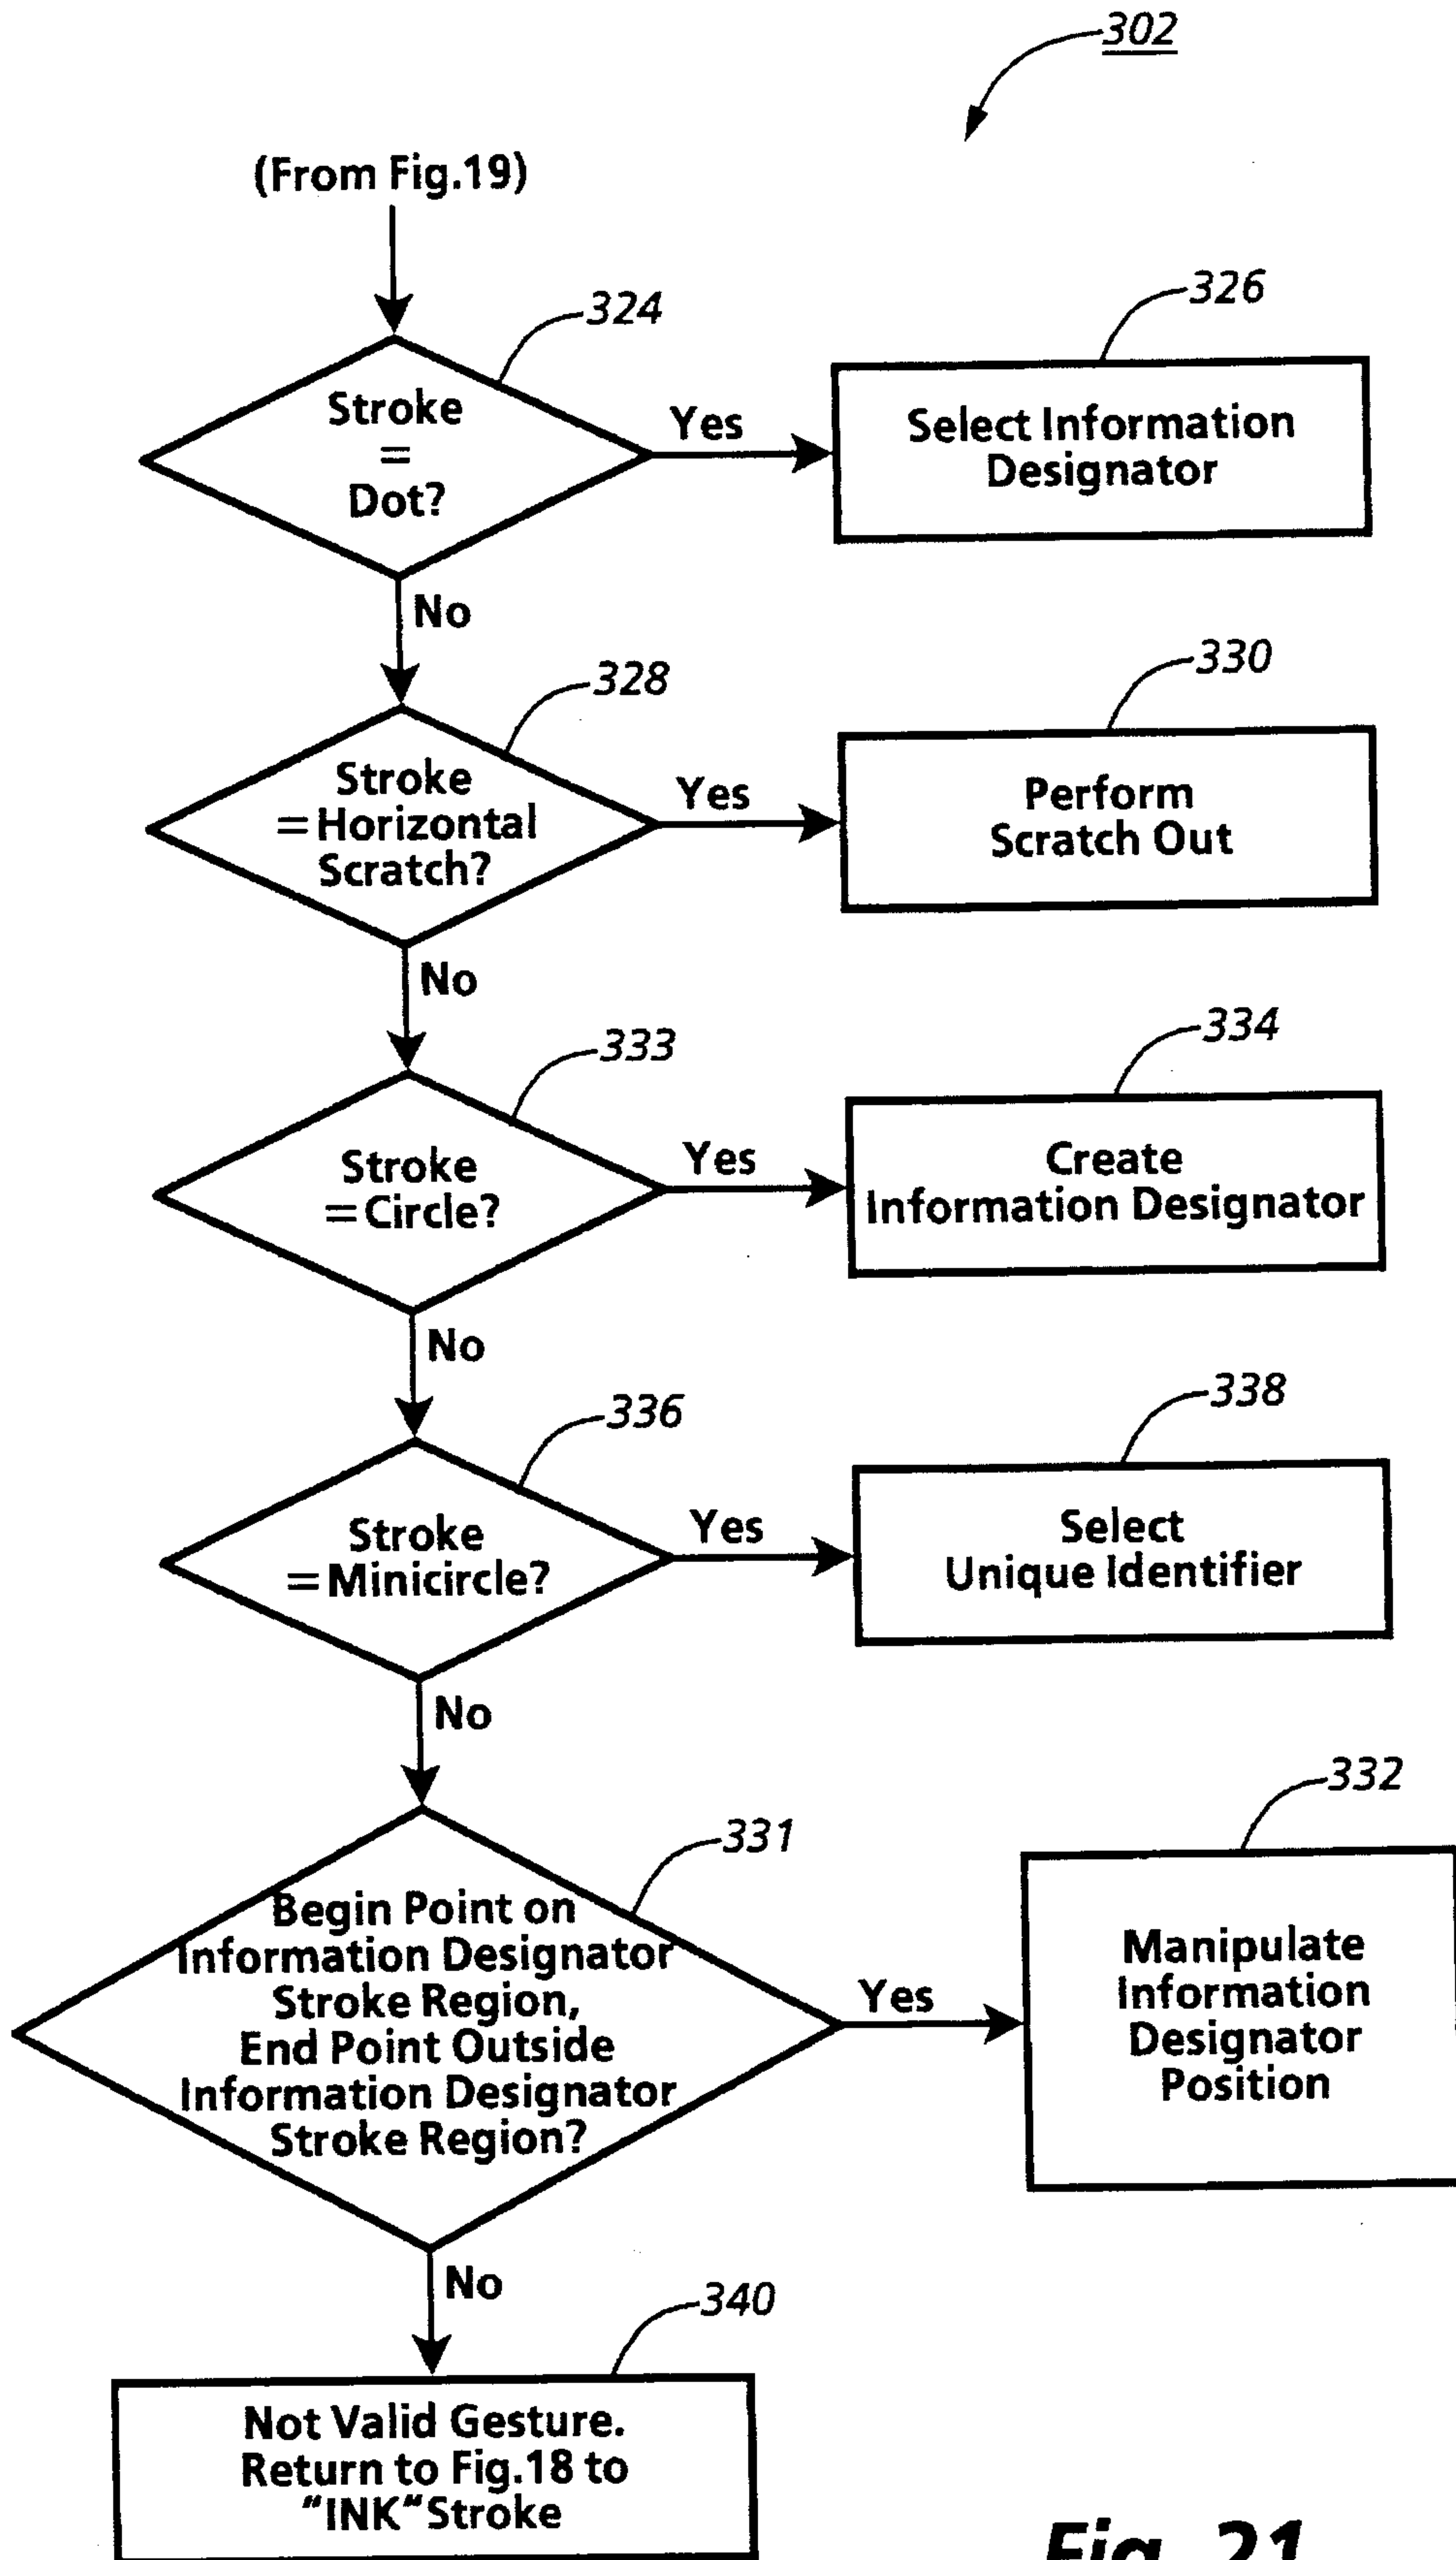 302
(From Fig.19)
324
326
Stroke
=
Dot?
Yes
Select Information
Designator
No
328
330
Stroke
=Horizontal
Scratch?
Yes
Perform
Scratch Out
No
333
334
Stroke
=Circle?
Yes
Create
Information Designator
No
336
338
Stroke
=Minicircle?
Yes
Select
Unique Identifier
No
331
332
Begin Point on
Information Designator
Stroke Region,
End Point Outside
Information Designator
Stroke Region?
Yes
Manipulate
Information
Designator
Position
No
340
Not Valid Gesture.
Return to Fig.18 to
"INK" Stroke
Fig. 21